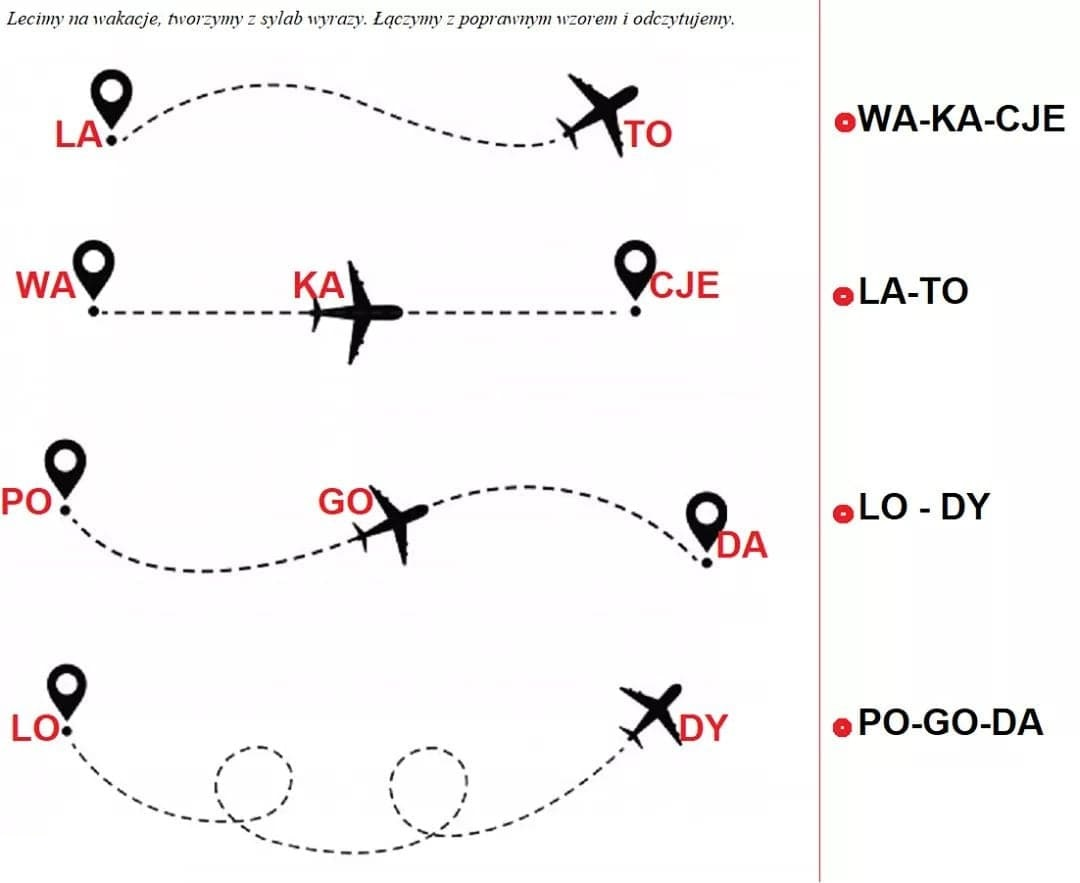 Lecimy na wakacje, tworzymy z sylab wyrazy. Łączymy z poprawnym wzorem i odczytujemy.
LA TO
WA-KA-CJE
WA KA CJE
LA-TO
PO GO DA
LO - DY
LO DY
PO-GO-DA